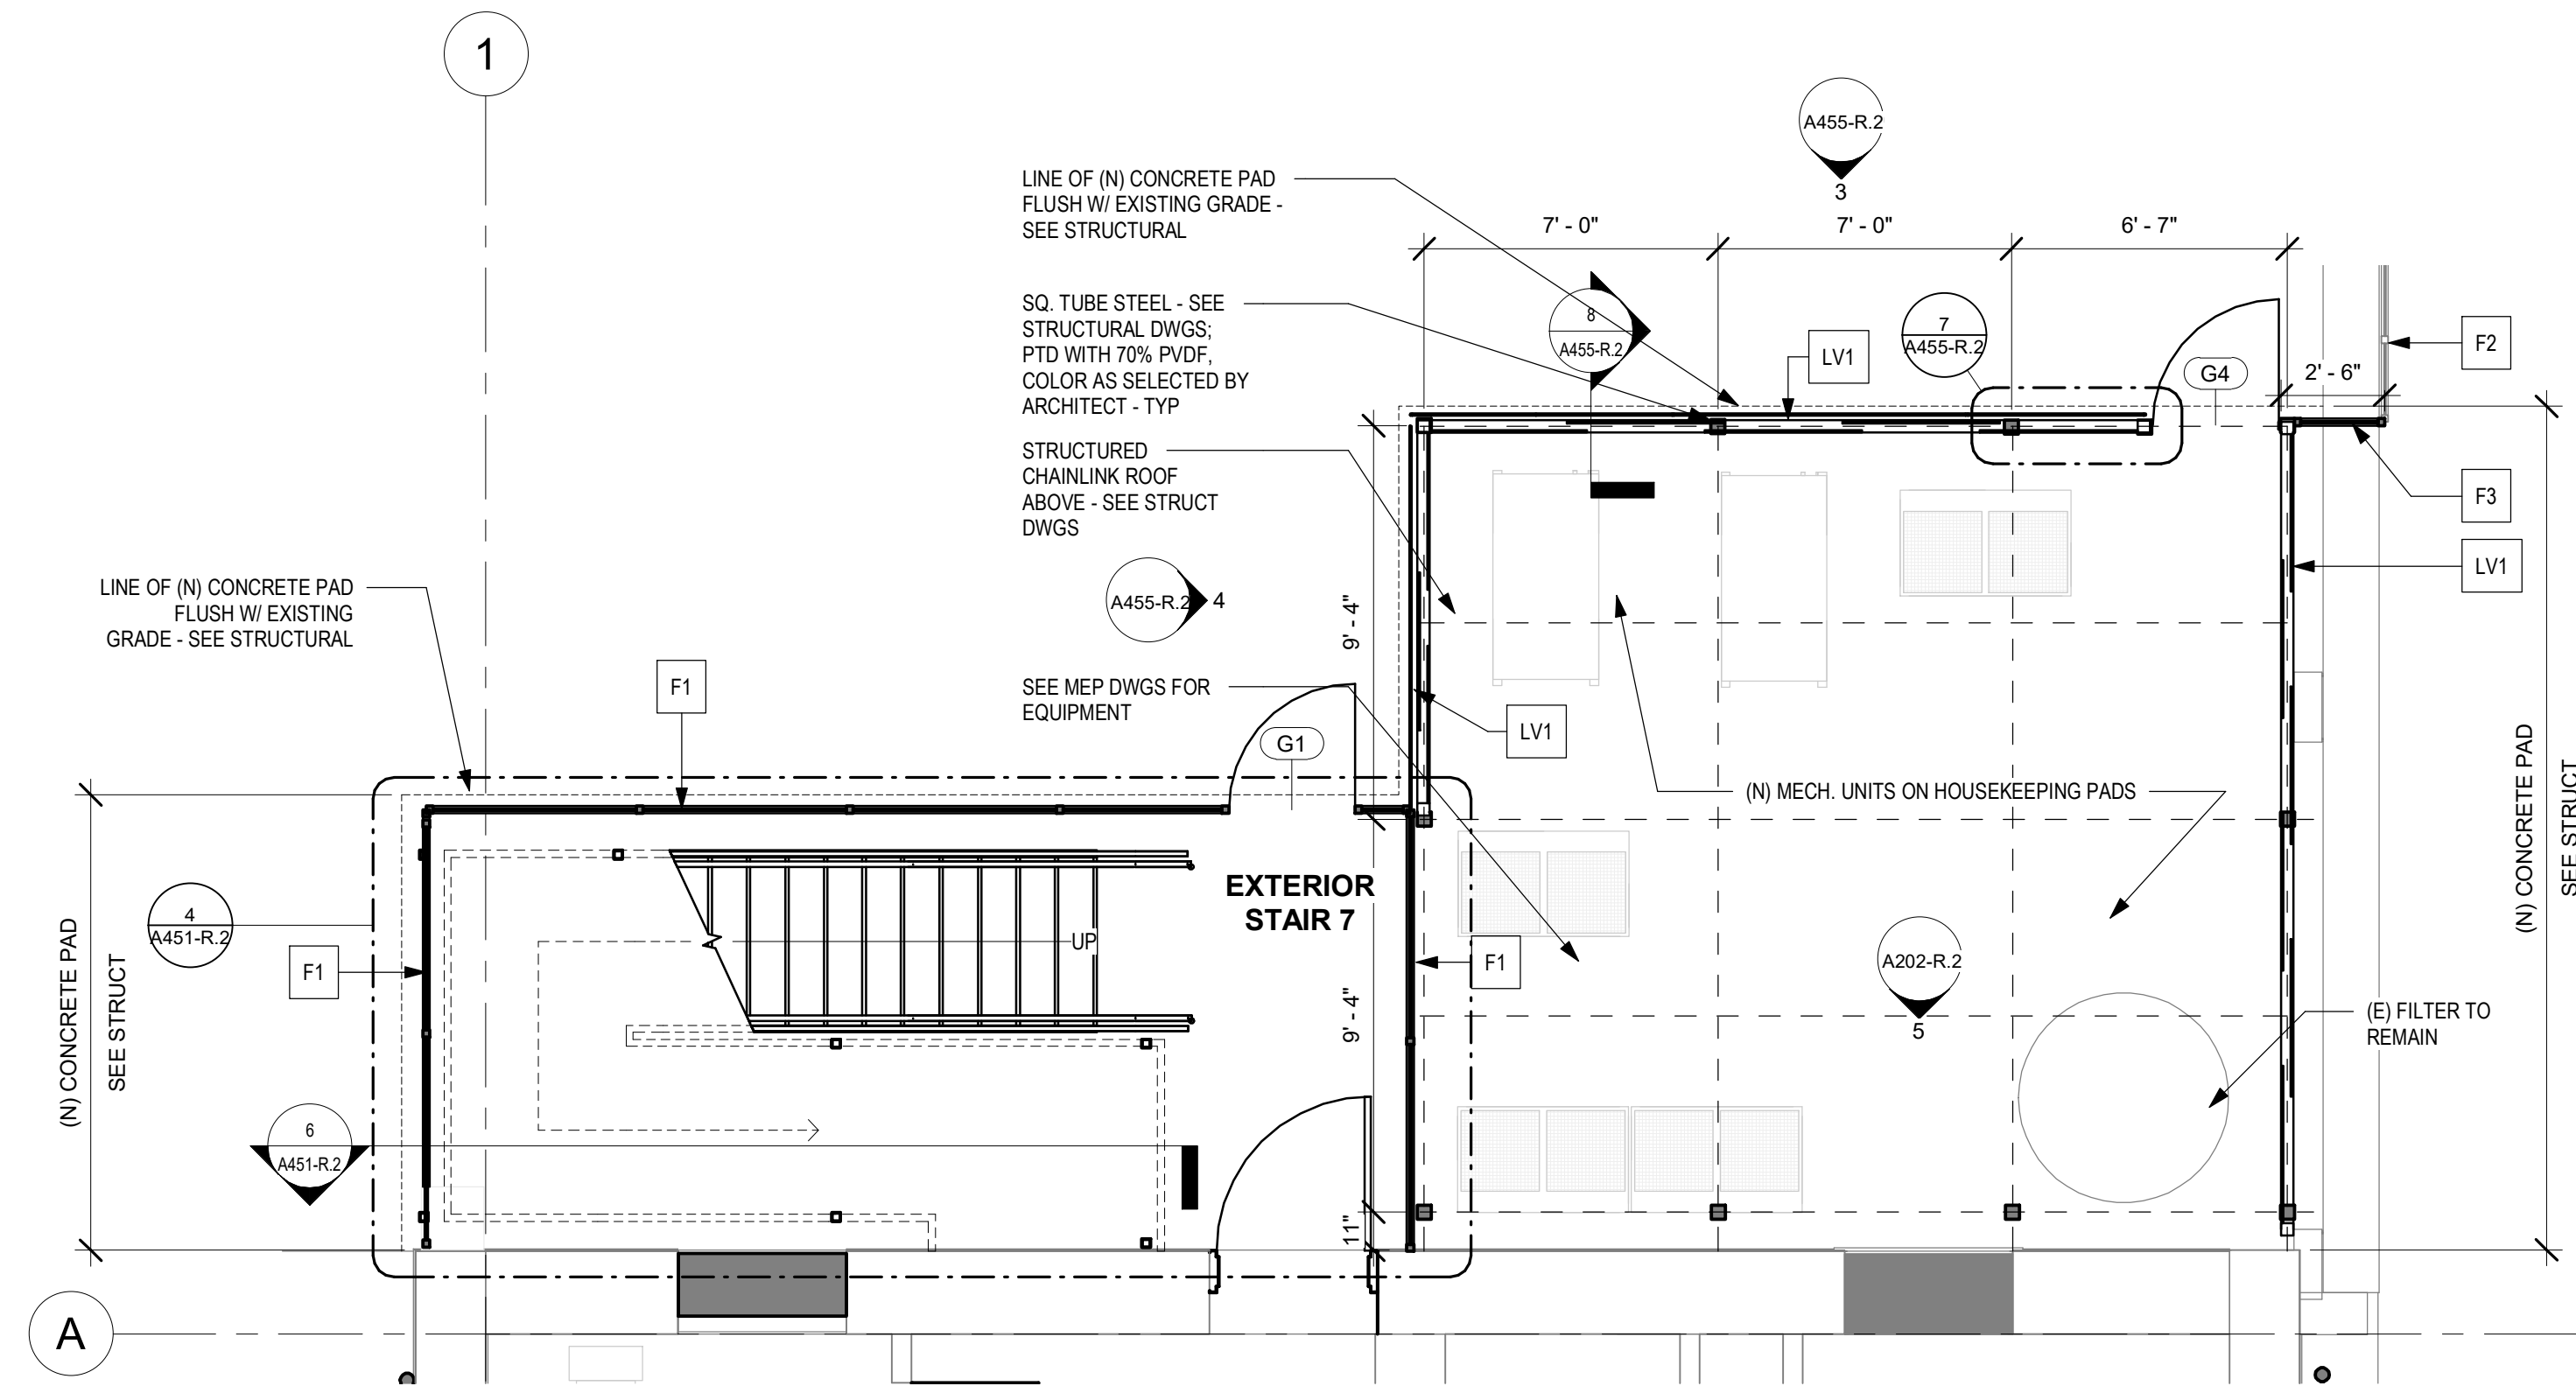 1
A455-R.2
3
LINE OF (N) CONCRETE PAD
FLUSH W/ EXISTING GRADE -
SEE STRUCTURAL
7' - 0"
7' - 0"
6' - 7"
SQ. TUBE STEEL - SEE
STRUCTURAL DWGS;
PTD WITH 70% PVDF,
COLOR AS SELECTED BY
ARCHITECT - TYP
8
A455-R.2
LV1
7
A455-R.2
G4
2' - 6"
F2
STRUCTURED
CHAINLINK ROOF
ABOVE - SEE STRUCT
DWGS
F3
LV1
LINE OF (N) CONCRETE PAD
FLUSH W/ EXISTING
GRADE - SEE STRUCTURAL
A455-R.2
4
9' - 4"
F1
SEE MEP DWGS FOR
EQUIPMENT
G1
LV1
(N) MECH. UNITS ON HOUSEKEEPING PADS
(N) CONCRETE PAD
SEE STRUCT
EXTERIOR
STAIR 7
UP
4
A451-R.2
F1
F1
A202-R.2
5
9' - 4"
(E) FILTER TO
REMAIN
(N) CONCRETE PAD
SEE STRUCT
6
A451-R.2
11"
A